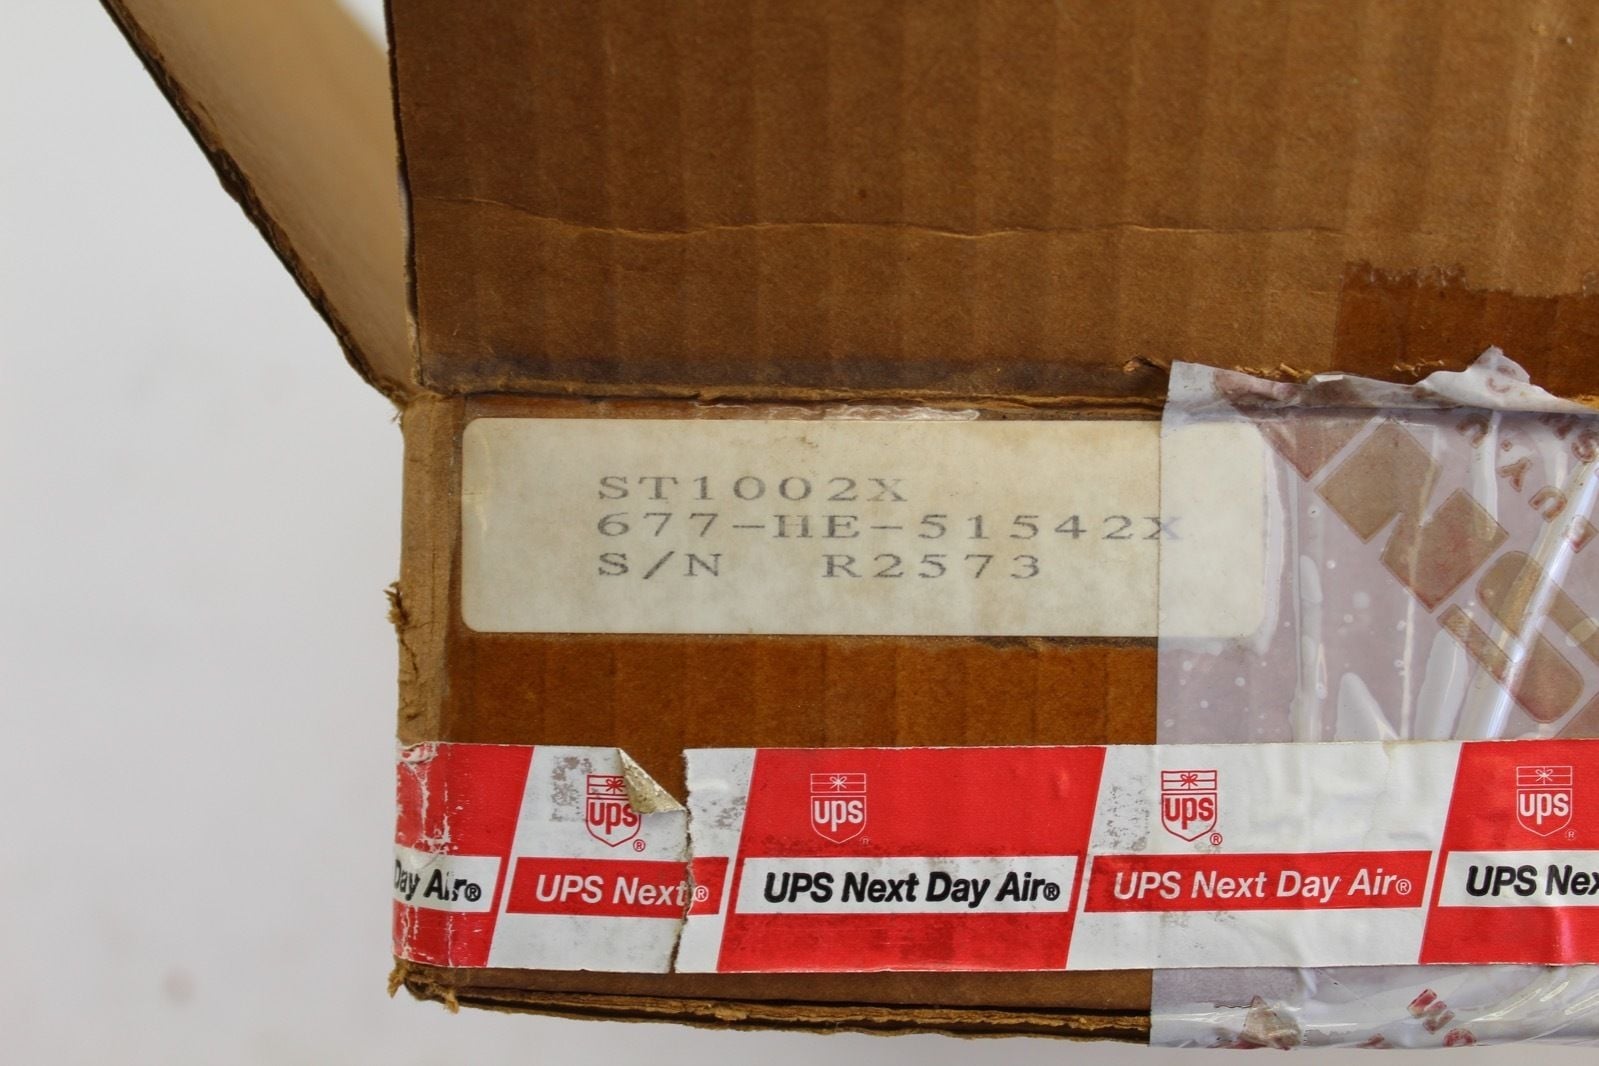 ST1002X
677-HE-51542X
S/N R2573
ups ups ups ups
Day Air® UPS Next ® UPS Next Day Air® UPS Next Day Air® UPS Nex